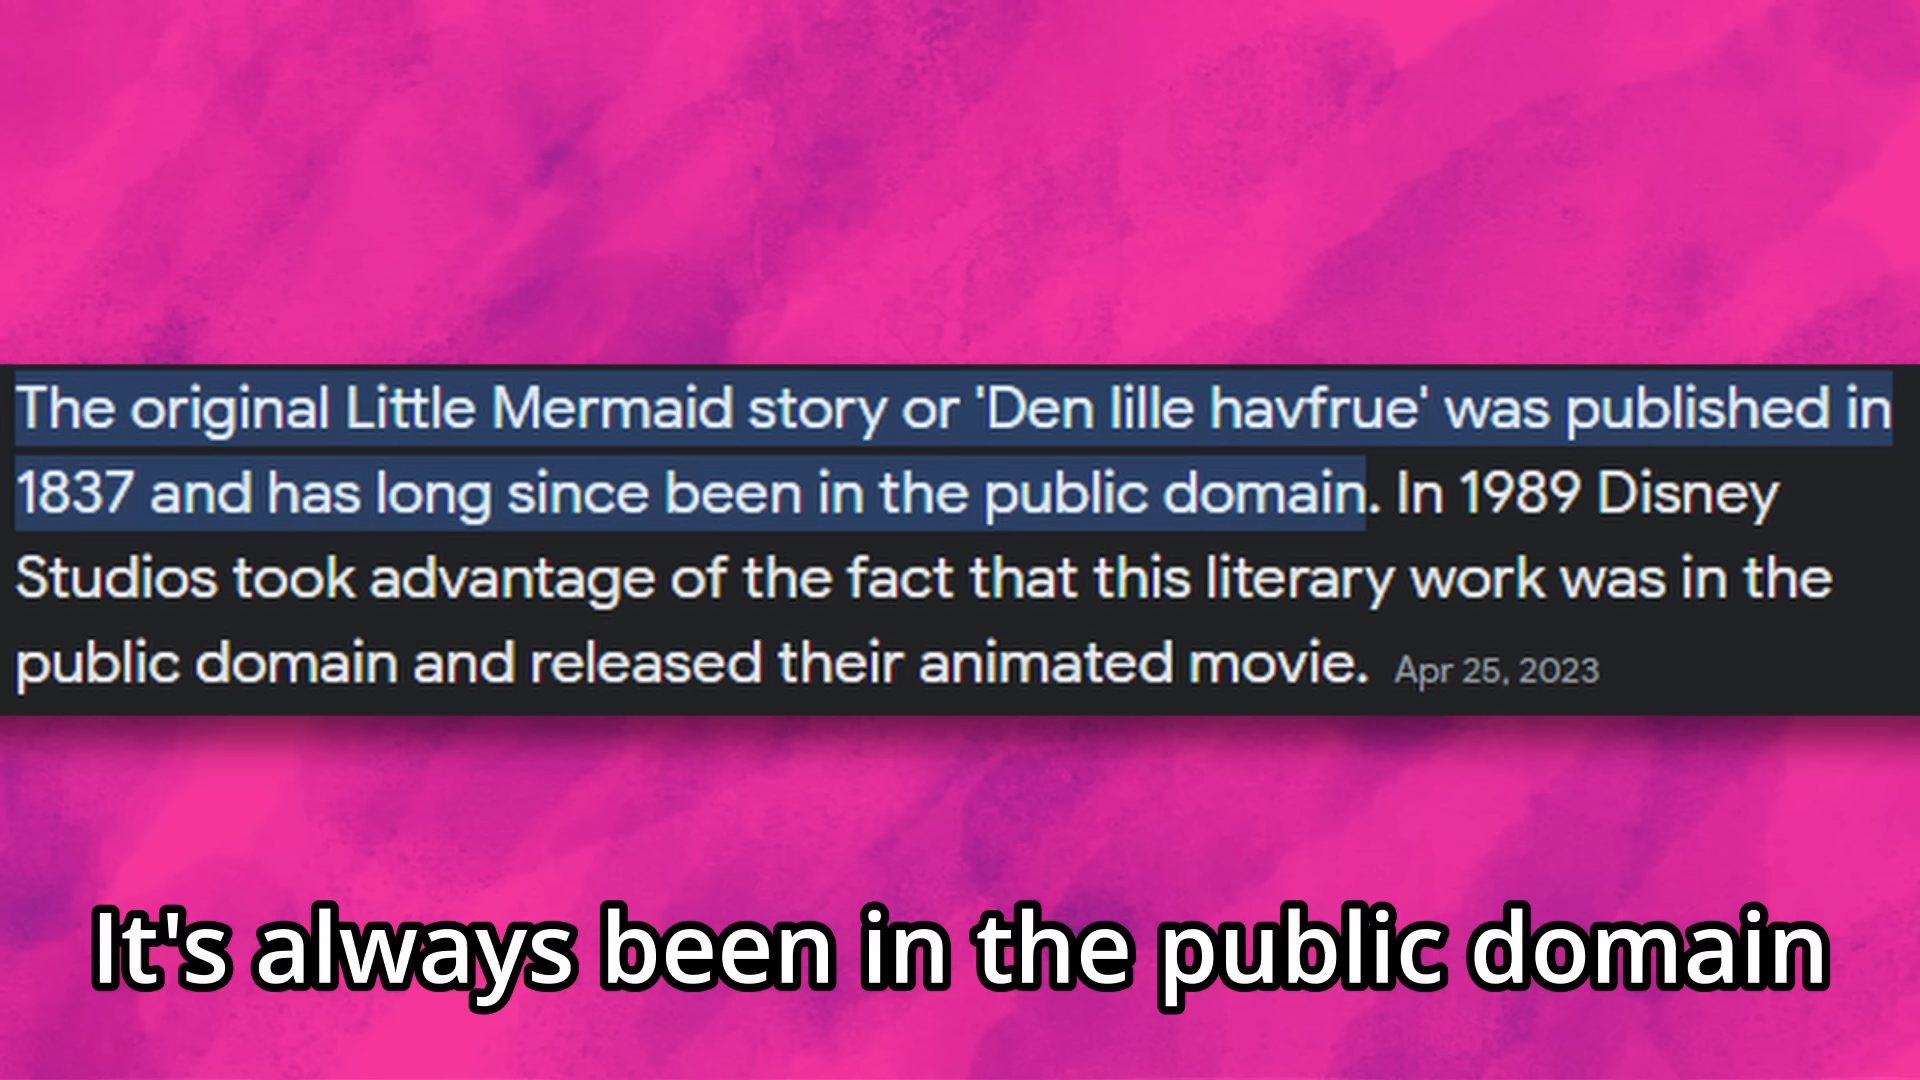 The original Little Mermaid story or 'Den lille havfrue' was published in
1837 and has long since been in the public domain. In 1989 Disney
Studios took advantage of the fact that this literary work was in the
public domain and released their animated movie. Apr 25, 2023
It's always been in the public domain